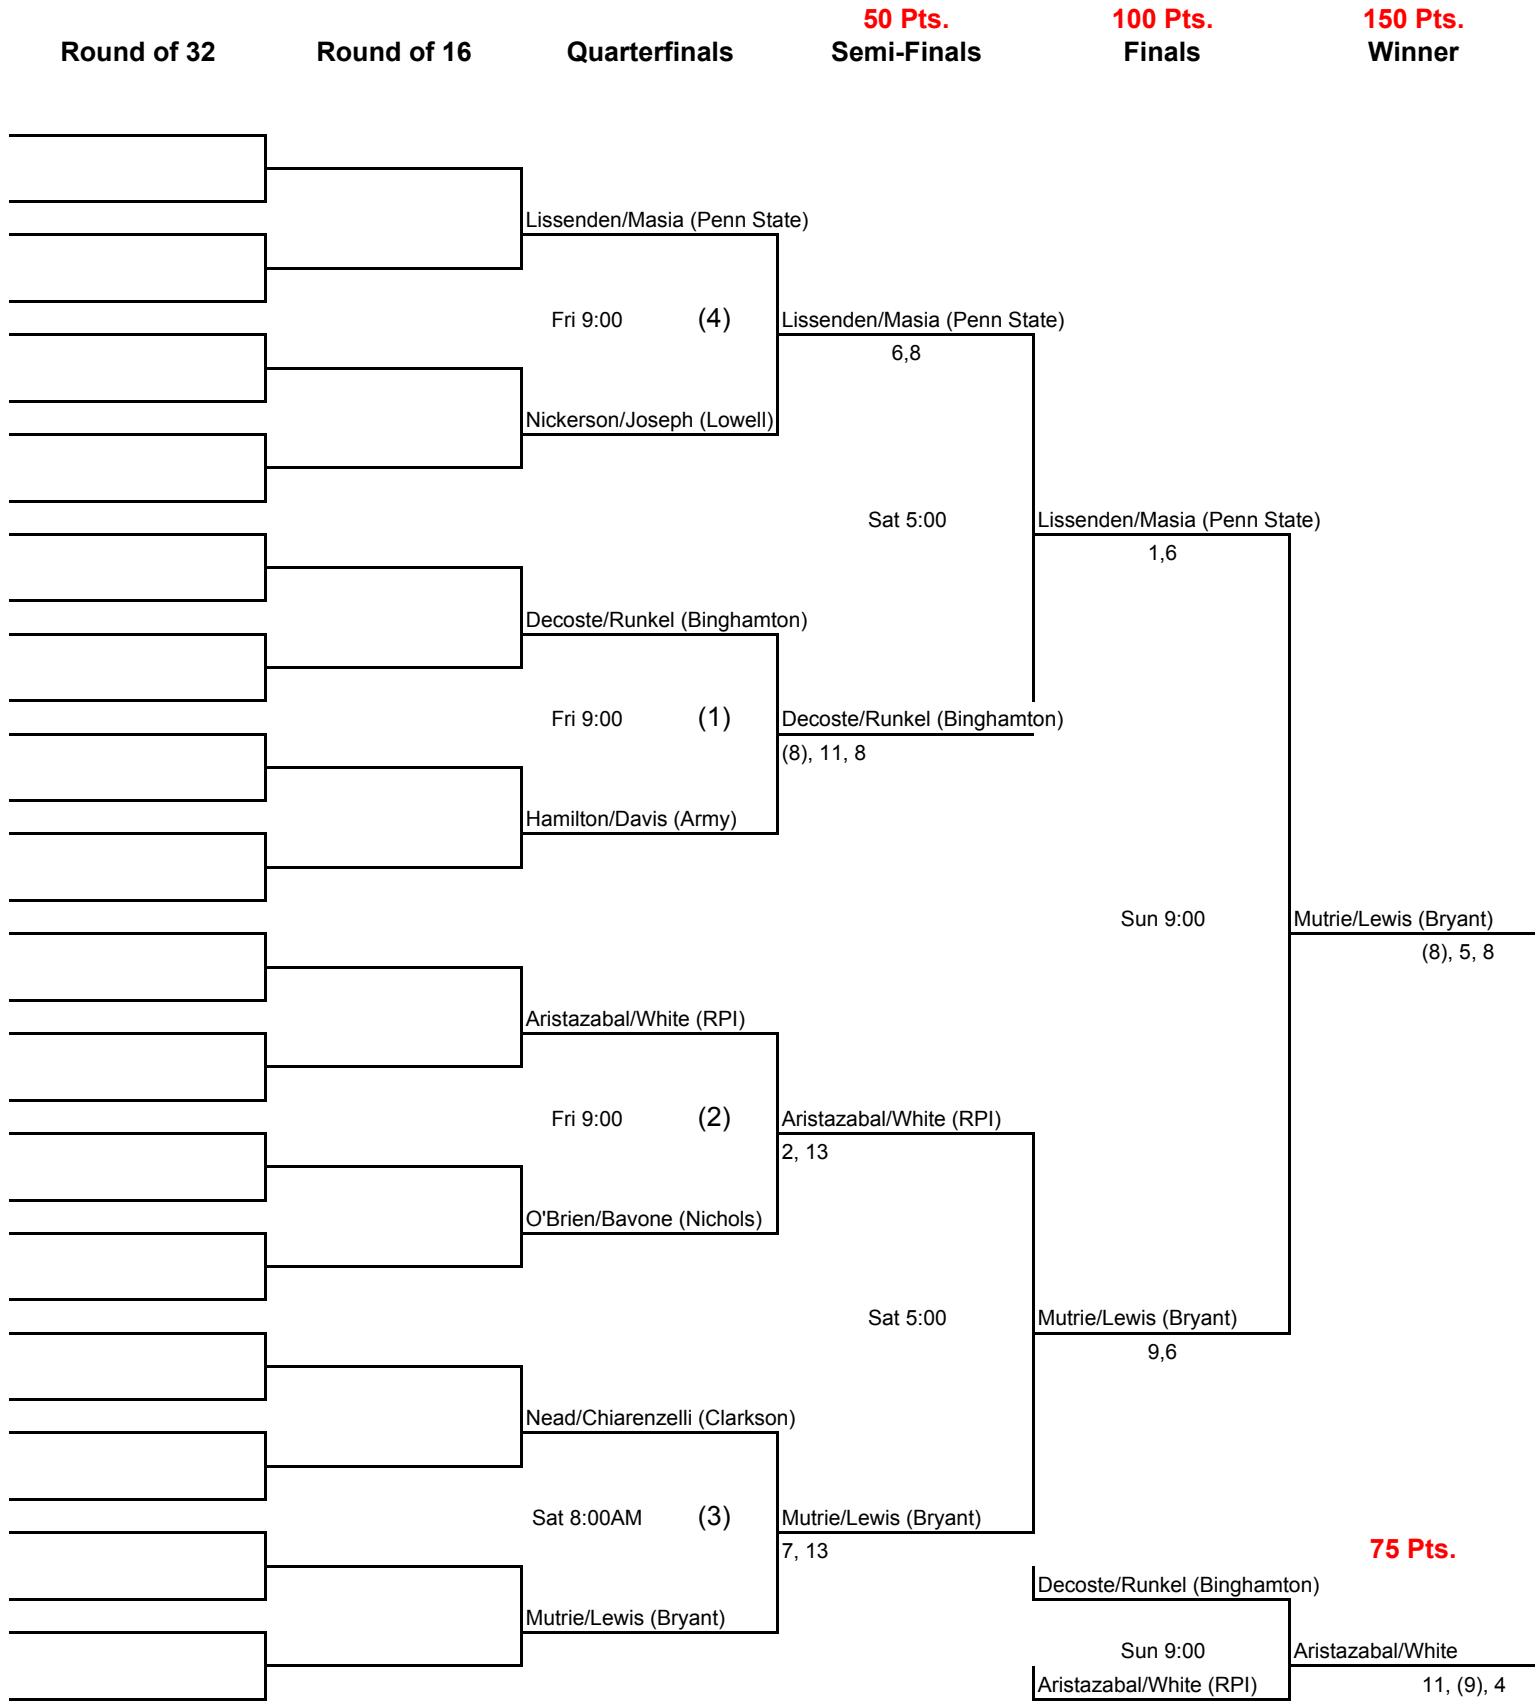 50 Pts. 100 Pts. 150 Pts.
Round of 32 Round of 16 Quarterfinals Semi-Finals Finals Winner
Lissenden/Masia (Penn State)
Fri 9:00 (4) Lissenden/Masia (Penn State)
6,8
Nickerson/Joseph (Lowell)
Sat 5:00 Lissenden/Masia (Penn State)
1,6
Decoste/Runkel (Binghamton)
Fri 9:00 (1) Decoste/Runkel (Binghamton)
(8), 11, 8
Hamilton/Davis (Army)
Sun 9:00 Mutrie/Lewis (Bryant)
(8), 5, 8
Aristazabal/White (RPI)
Fri 9:00 (2) Aristazabal/White (RPI)
2, 13
O'Brien/Bavone (Nichols)
Sat 5:00 Mutrie/Lewis (Bryant)
9,6
Nead/Chiarenzelli (Clarkson)
Sat 8:00AM (3) Mutrie/Lewis (Bryant)
7, 13 75 Pts.
Decoste/Runkel (Binghamton)
Mutrie/Lewis (Bryant)
Sun 9:00 Aristazabal/White
Aristazabal/White (RPI) 11, (9), 4